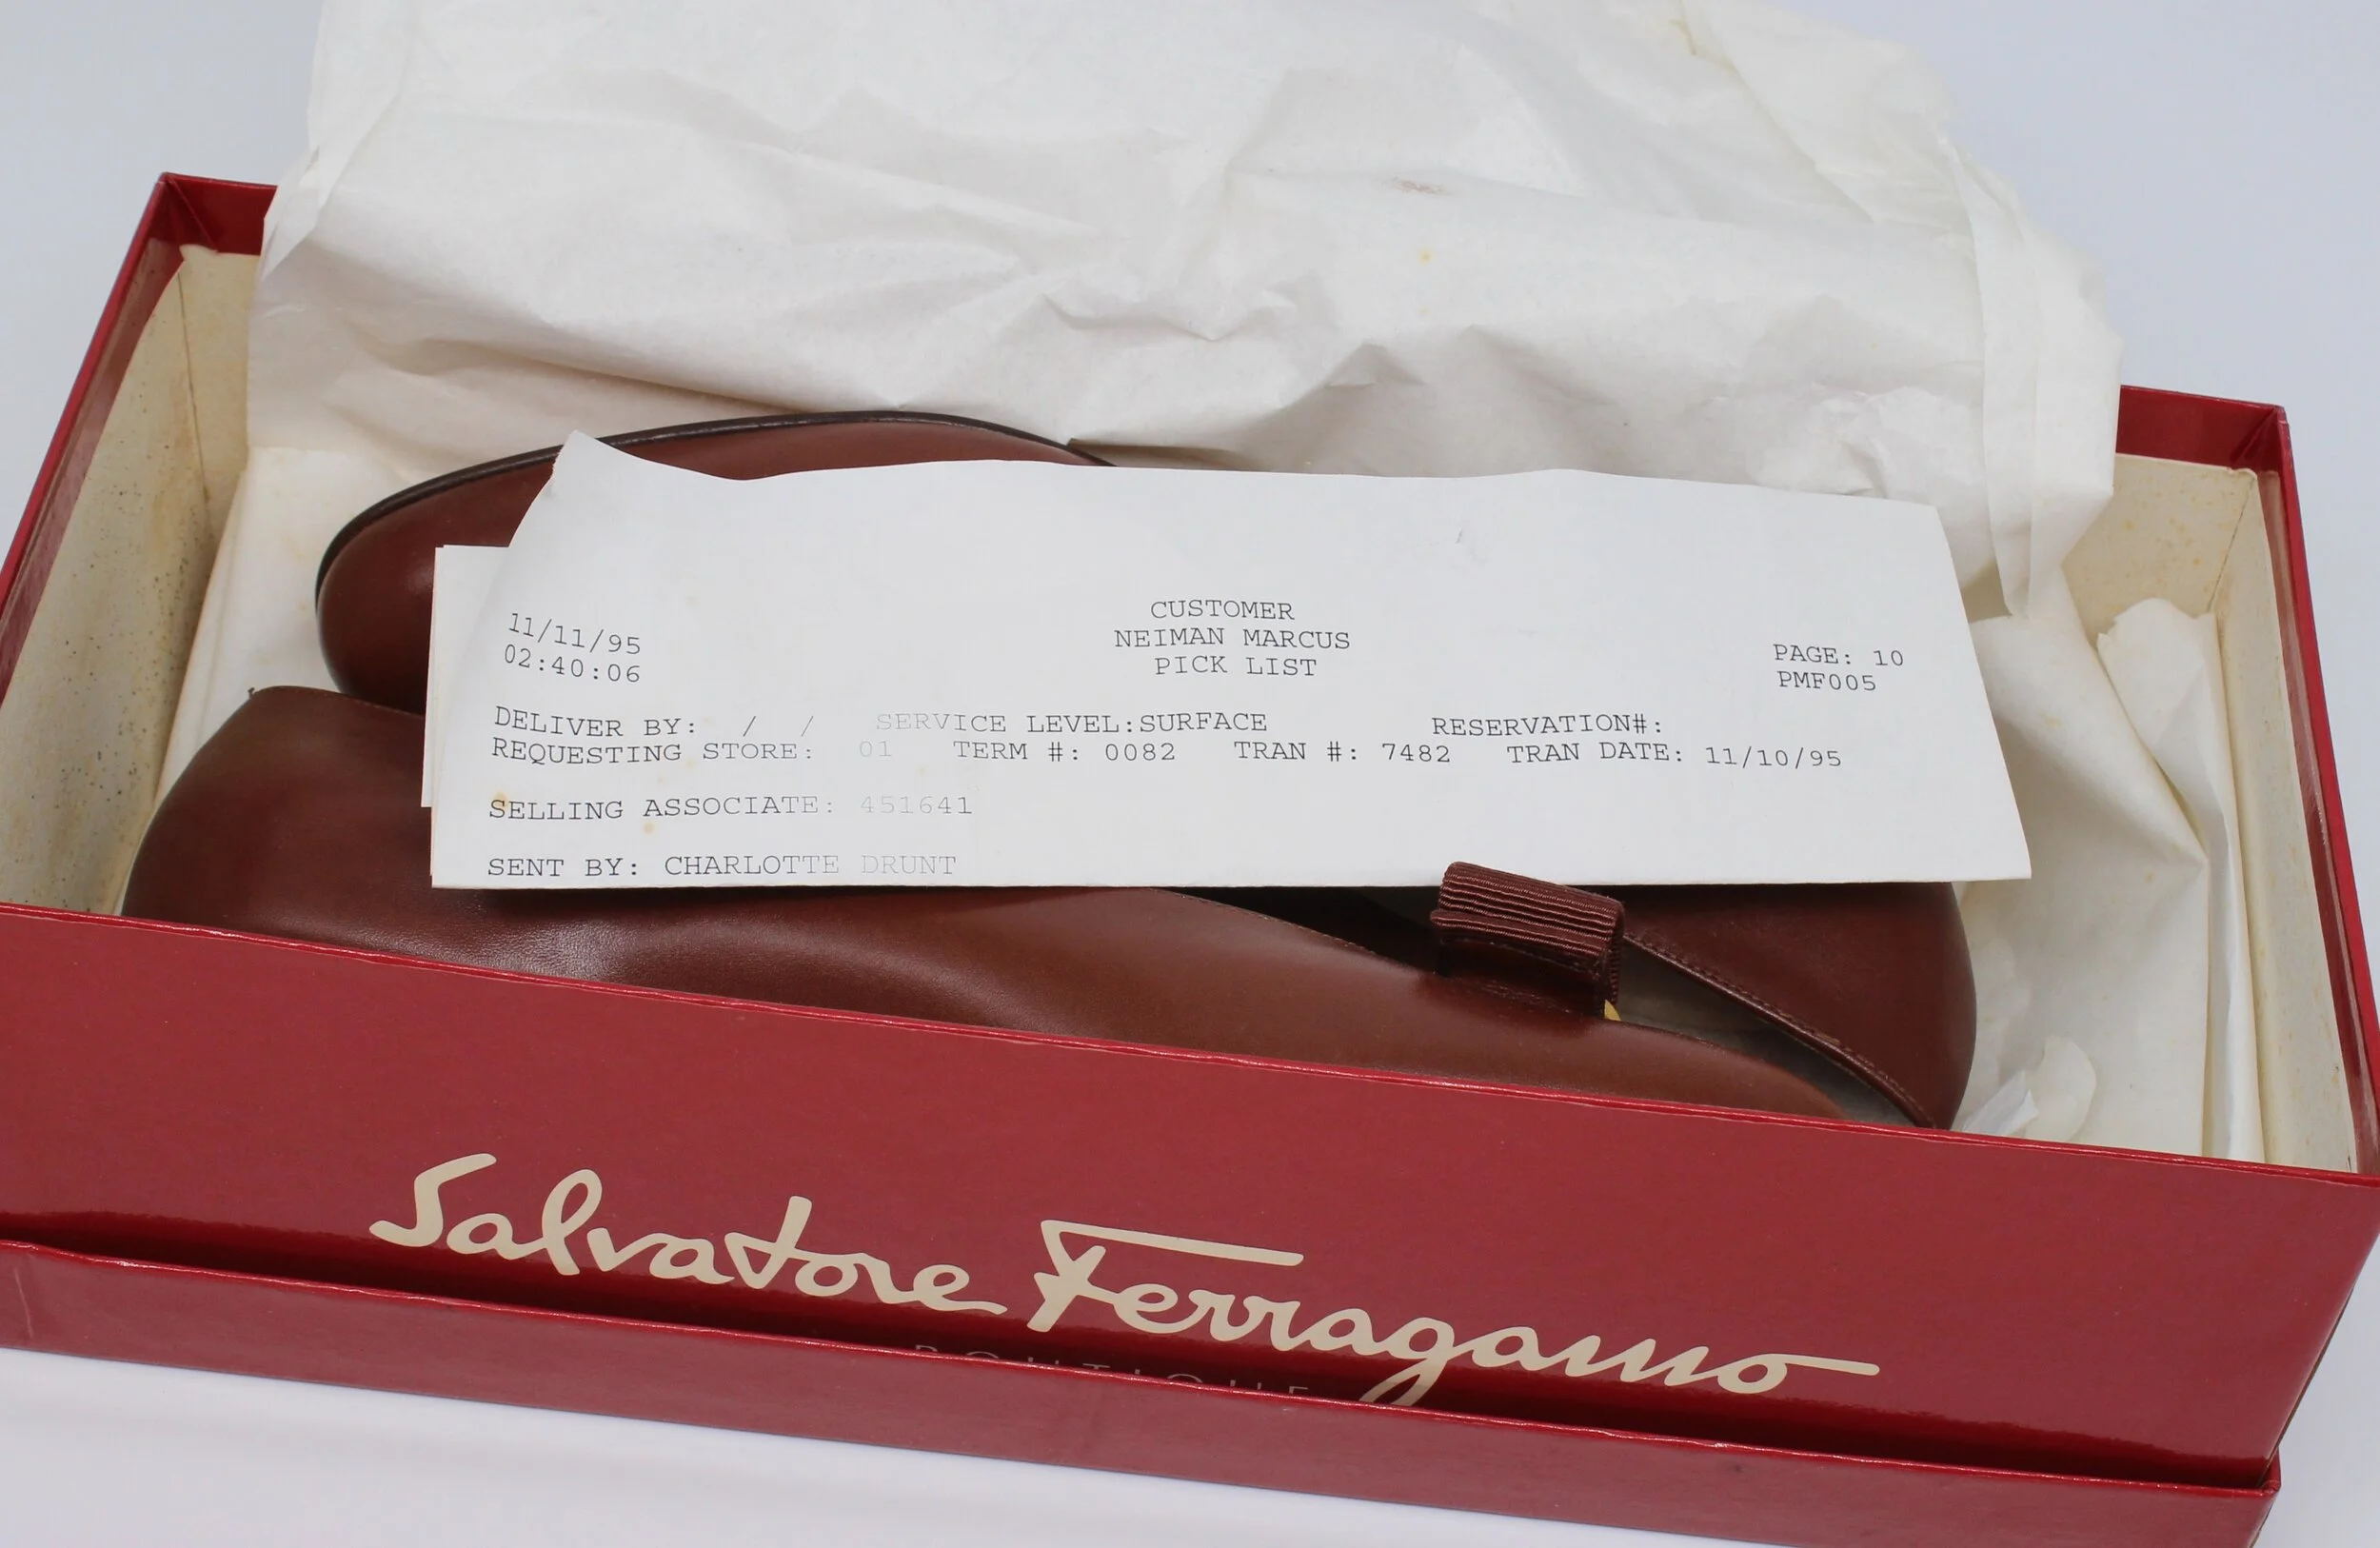 11/11/95
02:40:06
CUSTOMER
NEIMAN MARCUS
PICK LIST
PAGE: 10
PMF005
DELIVER BY: / / SERVICE LEVEL:SURFACE RESERVATION#:
REQUESTING STORE: 01 TERM #: 0082 TRAN #: 7482 TRAN DATE: 11/10/95
SELLING ASSOCIATE: 451641
SENT BY: CHARLOTTE DRUNT
Salvatore Ferragamo
BOUTIQUE